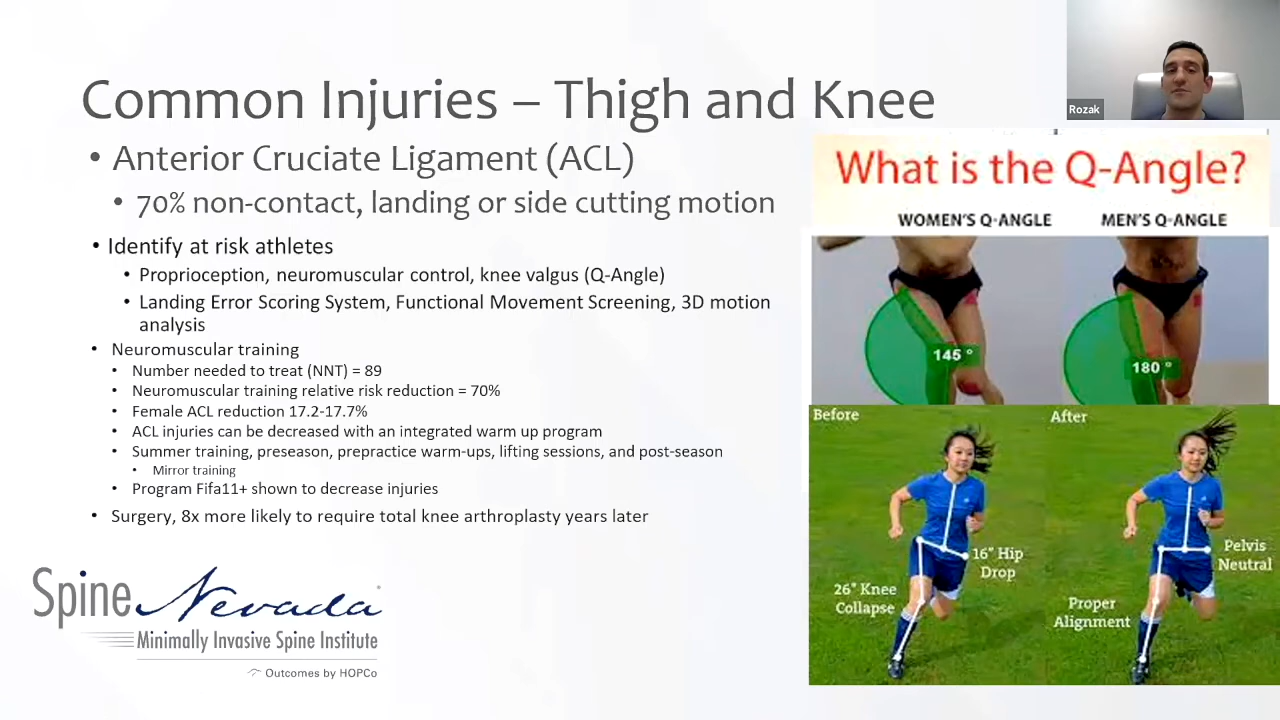 Common Injuries – Thigh and Knee
• Anterior Cruciate Ligament (ACL)
• 70% non-contact, landing or side cutting motion
• Identify at risk athletes
• Proprioception, neuromuscular control, knee valgus (Q-Angle)
• Landing Error Scoring System, Functional Movement Screening, 3D motion
analysis
• Neuromuscular training
• Number needed to treat (NNT) = 89
• Neuromuscular training relative risk reduction = 70%
• Female ACL reduction 17.2-17.7%
• ACL injuries can be decreased with an integrated warm up program
• Summer training, preseason, prepractice warm-ups, lifting sessions, and post-season
• Mirror training
• Program Fifa11+ shown to decrease injuries
• Surgery, 8x more likely to require total knee arthroplasty years later
Spine Nevada
Minimally Invasive Spine Institute
Outcomes by HOPCo
Rozak
What is the Q-Angle?
WOMEN'S Q-ANGLE
MEN'S Q-ANGLE
145 °
180 °
Before
After
16° Hip
Drop
26° Knee
Collapse
Pelvis
Neutral
Proper
Alignment